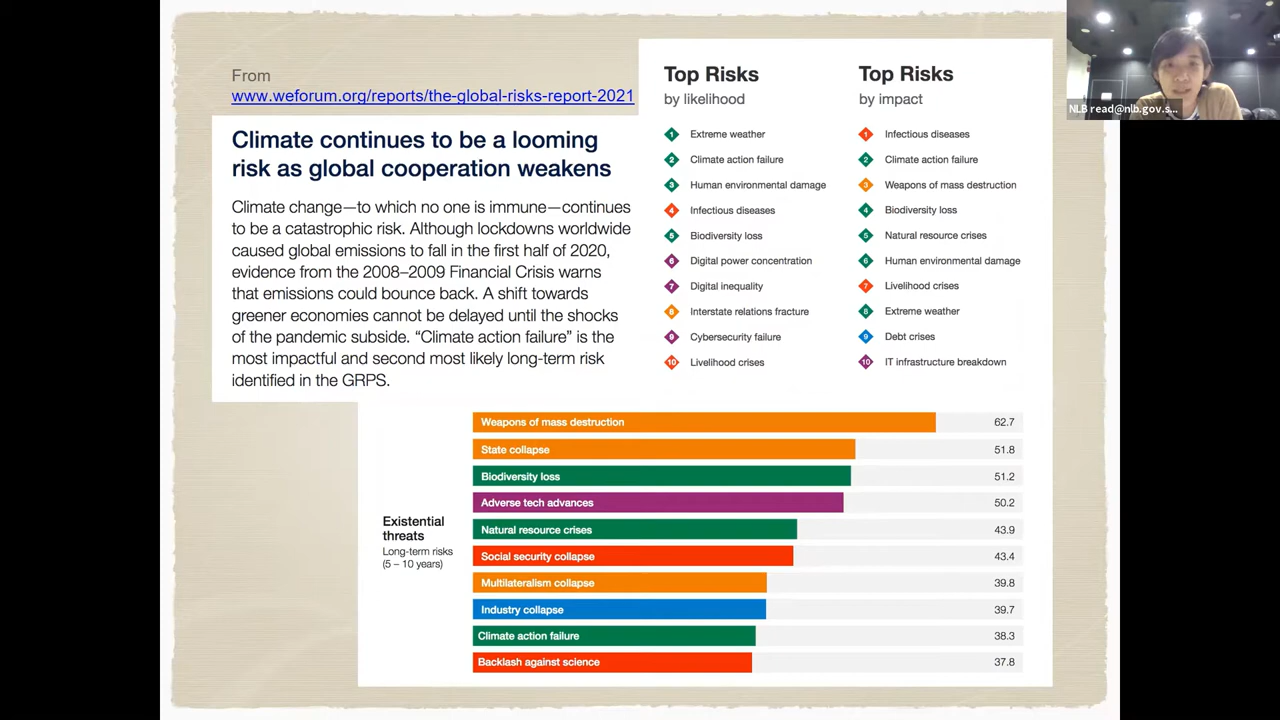 From
www.weforum.org/reports/the-global-risks-report-2021
Climate continues to be a looming
risk as global cooperation weakens
Climate change—to which no one is immune—continues
to be a catastrophic risk. Although lockdowns worldwide
caused global emissions to fall in the first half of 2020,
evidence from the 2008–2009 Financial Crisis warns
that emissions could bounce back. A shift towards
greener economies cannot be delayed until the shocks
of the pandemic subside. “Climate action failure” is the
most impactful and second most likely long-term risk
identified in the GRPS.
Top Risks
by likelihood
1 Extreme weather
2 Climate action failure
3 Human environmental damage
4 Infectious diseases
5 Biodiversity loss
6 Digital power concentration
7 Digital inequality
8 Interstate relations fracture
9 Cybersecurity failure
10 Livelihood crises
Top Risks
by impact
1 Infectious diseases
2 Climate action failure
3 Weapons of mass destruction
4 Biodiversity loss
5 Natural resource crises
6 Human environmental damage
7 Livelihood crises
8 Extreme weather
9 Debt crises
10 IT infrastructure breakdown
NLB read@nlb.gov.s...
Existential
threats
Long-term risks
(5 – 10 years)
Weapons of mass destruction 62.7
State collapse 51.8
Biodiversity loss 51.2
Adverse tech advances 50.2
Natural resource crises 43.9
Social security collapse 43.4
Multilateralism collapse 39.8
Industry collapse 39.7
Climate action failure 38.3
Backlash against science 37.8